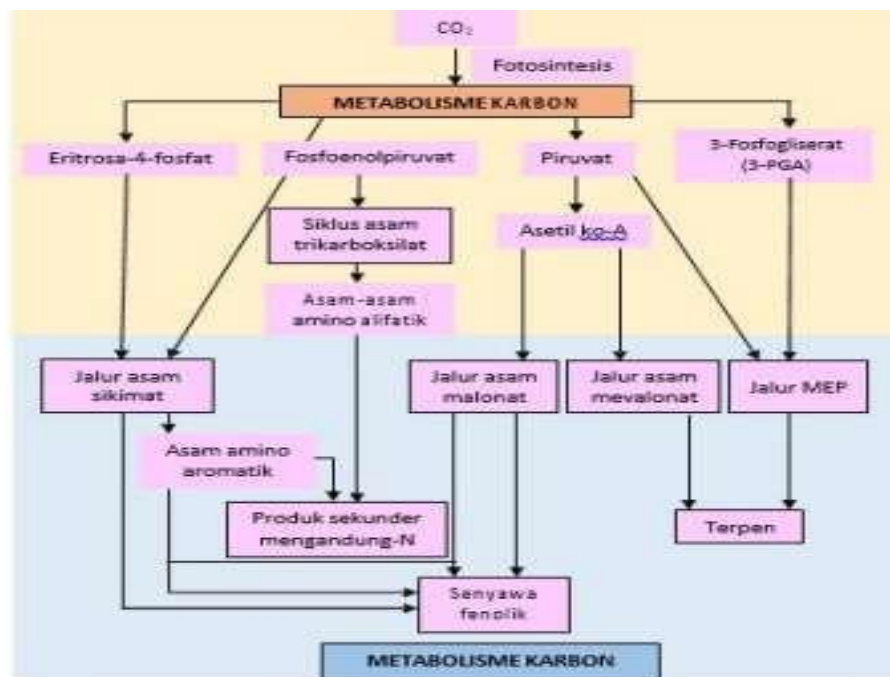 CO₂
Fotosintesis
METABOLISME KARBON
Eritrosa-4-fosfat
Fosfoenolpiruvat
Piruvat
3-Fosfogliserat
(3-PGA)
Siklus asam
trikarboksilat
Asetil ko-A
Asam-asam
amino alifatik
Jalur asam
sikimat
Jalur asam
malonat
Jalur asam
mevalonat
Jalur MEP
Asam amino
aromatik
Produk sekunder
mengandung-N
Terpen
Senyawa
fenolik
METABOLISME KARBON